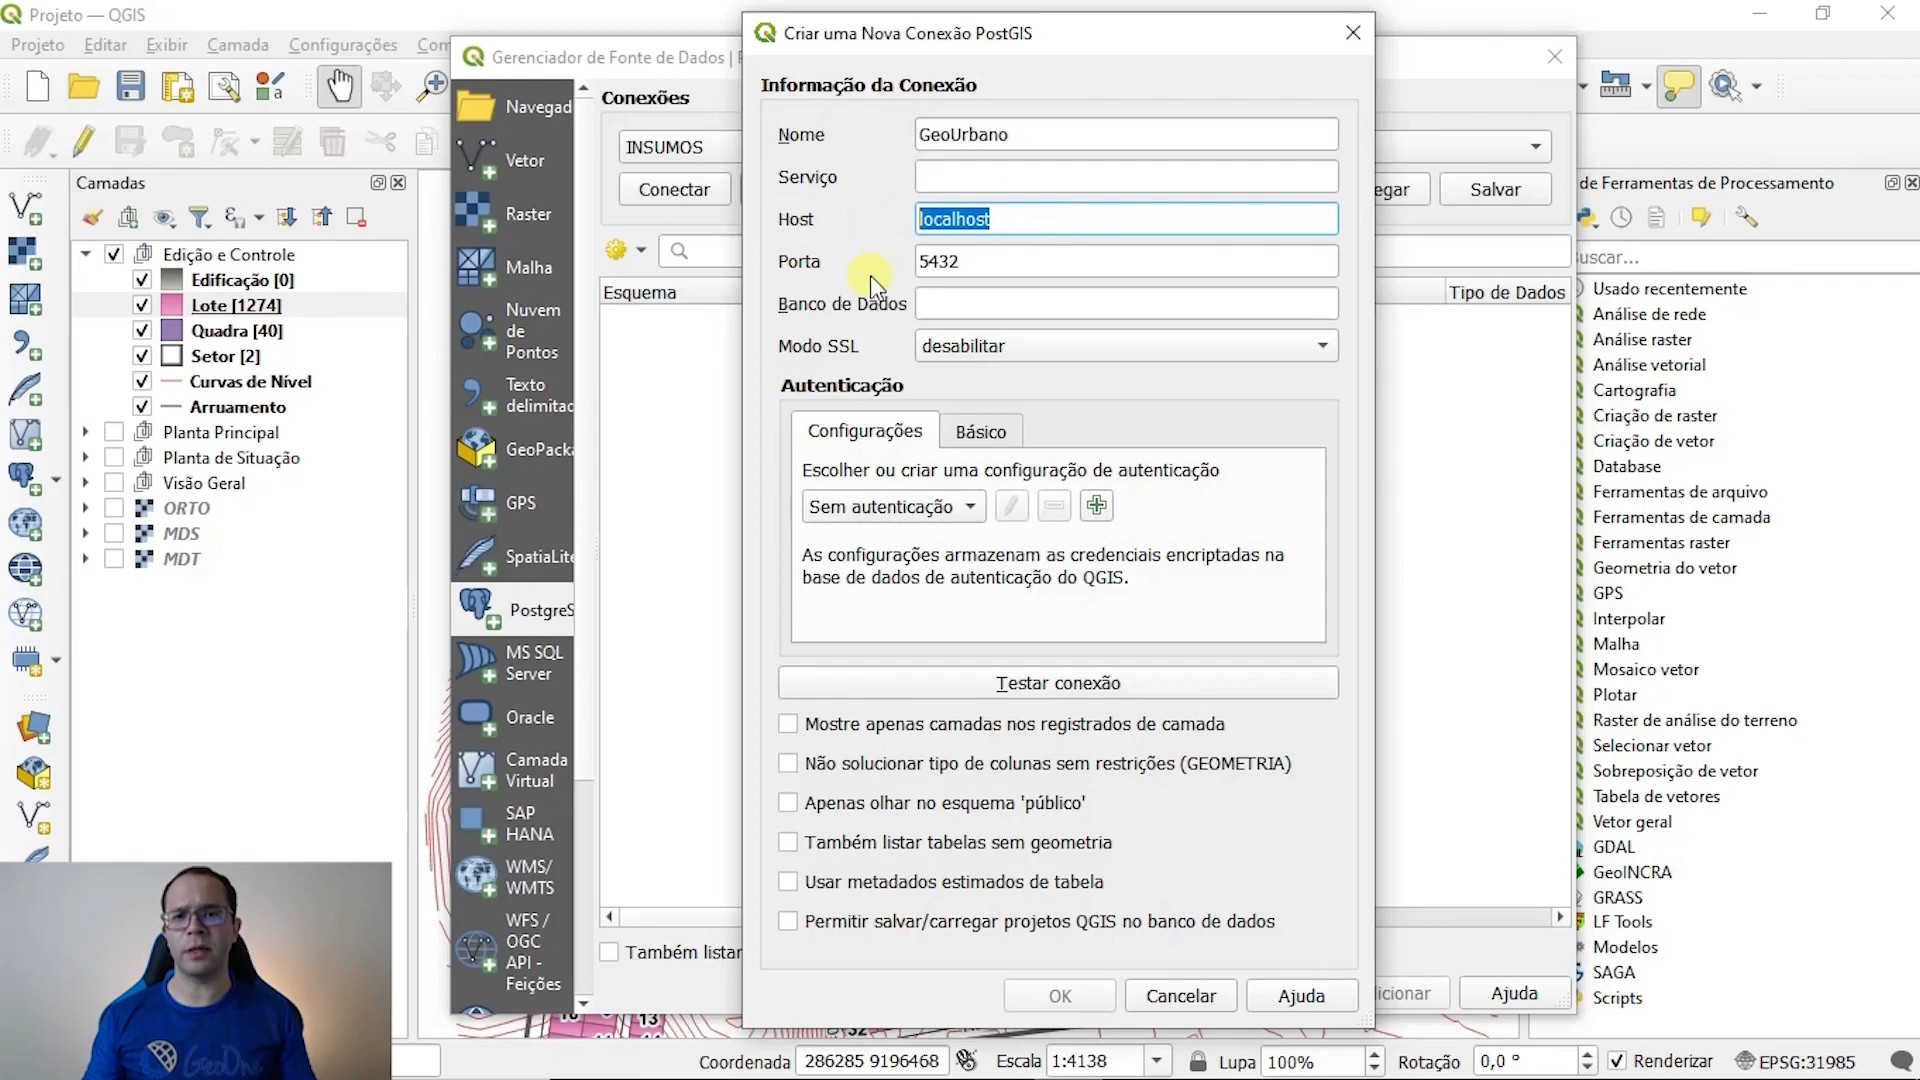 Projeto — QGIS
Projeto Editar Exibir Camada Configurações
Camadas
Edição e Controle
Edificação [0]
Lote [1274]
Quadra [40]
Setor [2]
Curvas de Nível
Arruamento
Planta Principal
Planta de Situação
Visão Geral
ORTO
MDS
MDT
Gerenciador de Fonte de Dados |
Navegad
Vetor
Raster
Malha
Nuvem
de
Pontos
Texto
delimitad
GeoPacka
GPS
SpatiaLite
PostgreS
MS SQL
Server
Oracle
Camada
Virtual
SAP
HANA
WMS/
WMTS
WFS /
OGC
API -
Feições
Conexões
INSUMOS
Conectar
egar
Salvar
Esquema
Tipo de Dados
Também listar
icionar
Ajuda
Criar uma Nova Conexão PostGIS
Informação da Conexão
Nome GeoUrbano
Serviço
Host localhost
Porta 5432
Banco de Dados
Modo SSL desabilitar
Autenticação
Configurações Básico
Escolher ou criar uma configuração de autenticação
Sem autenticação
As configurações armazenam as credenciais encriptadas na
base de dados de autenticação do QGIS.
Testar conexão
Mostre apenas camadas nos registrados de camada
Não solucionar tipo de colunas sem restrições (GEOMETRIA)
Apenas olhar no esquema 'público'
Também listar tabelas sem geometria
Usar metadados estimados de tabela
Permitir salvar/carregar projetos QGIS no banco de dados
OK Cancelar Ajuda
de Ferramentas de Processamento
uscar...
Usado recentemente
Análise de rede
Análise raster
Análise vetorial
Cartografia
Criação de raster
Criação de vetor
Database
Ferramentas de arquivo
Ferramentas de camada
Ferramentas raster
Geometria do vetor
GPS
Interpolar
Malha
Mosaico vetor
Plotar
Raster de análise do terreno
Selecionar vetor
Sobreposição de vetor
Tabela de vetores
Vetor geral
GDAL
GeoINCRA
GRASS
LF Tools
Modelos
SAGA
Scripts
13
Coordenada 286285 9196468 Escala 1:4138 Lupa 100% Rotação 0,0 ° Renderizar EPSG:31985